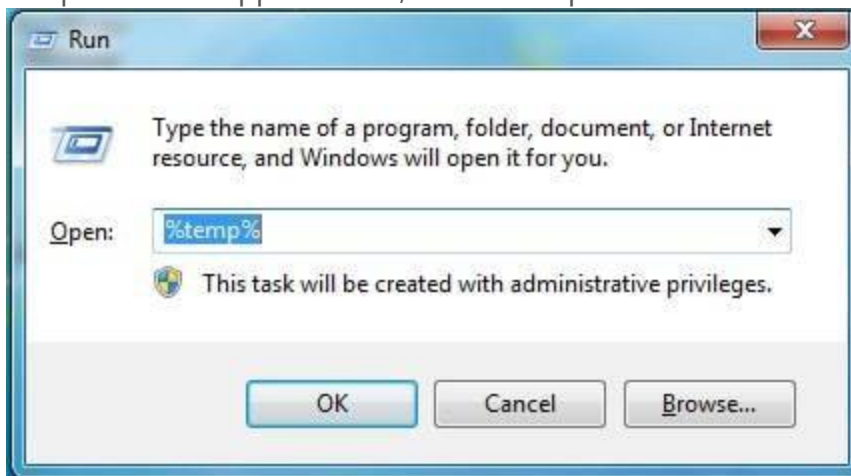 Run
Type the name of a program, folder, document, or Internet
resource, and Windows will open it for you.
Open: %temp%
This task will be created with administrative privileges.
OK Cancel Browse...